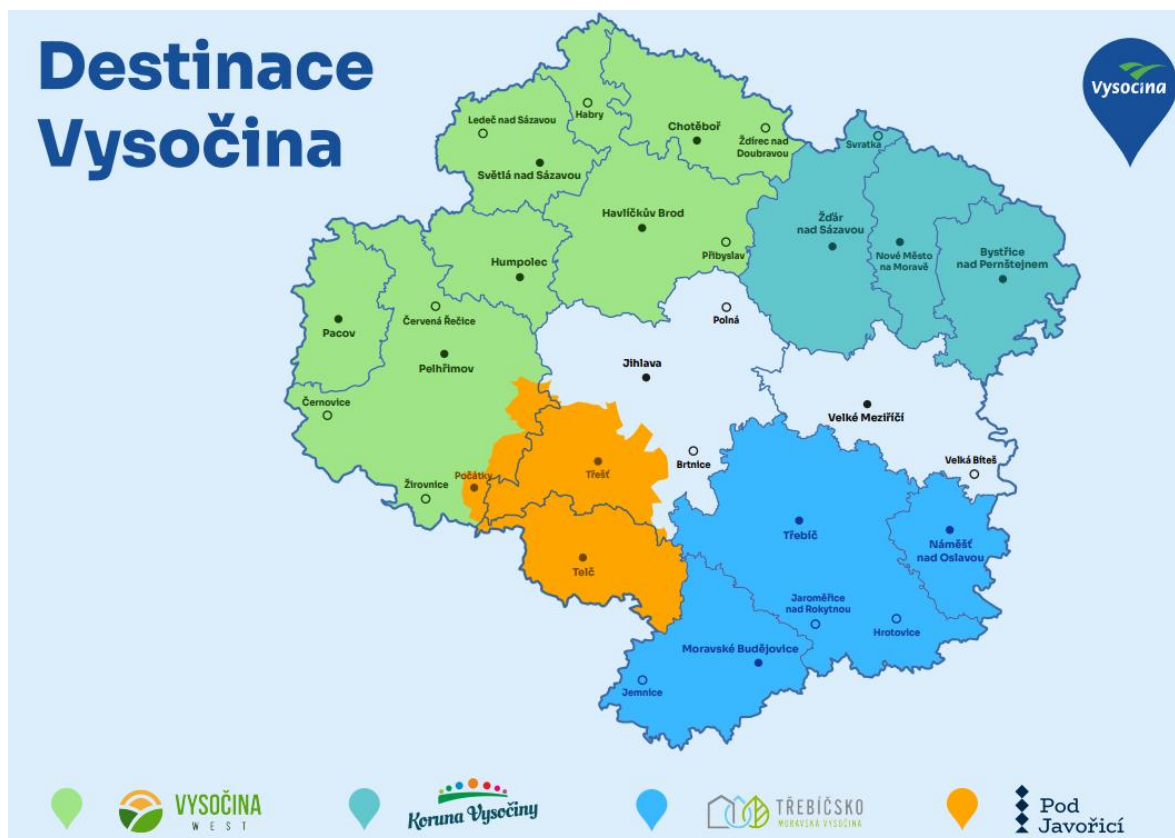 Destinace
Vysočina
Vysočina
Ledeč nad Sázavou
Habry
Chotěboř
Ždírec nad
Doubravou
Svratka
Světlá nad Sázavou
Havlíčkův Brod
Žďár
nad Sázavou
Přibyslav
Nové Město
na Moravě
Bystřice
nad Pernštejnem
Humpolec
Pacov
Červená Řečice
Polná
Pelhřimov
Jihlava
Černovice
Velké Meziříčí
Brtnice
Velká Bíteš
Počátky
Třešť
Žirovnice
Třebíč
Náměšť
nad Oslavou
Telč
Jaroměřice
nad Rokytnou
Hrotovice
Moravské Budějovice
Jemnice
VYSOČINA
WEST
Koruna Vysočiny
TŘEBÍČSKO
MORAVSKÁ VYSOČINA
Pod
Javořicí